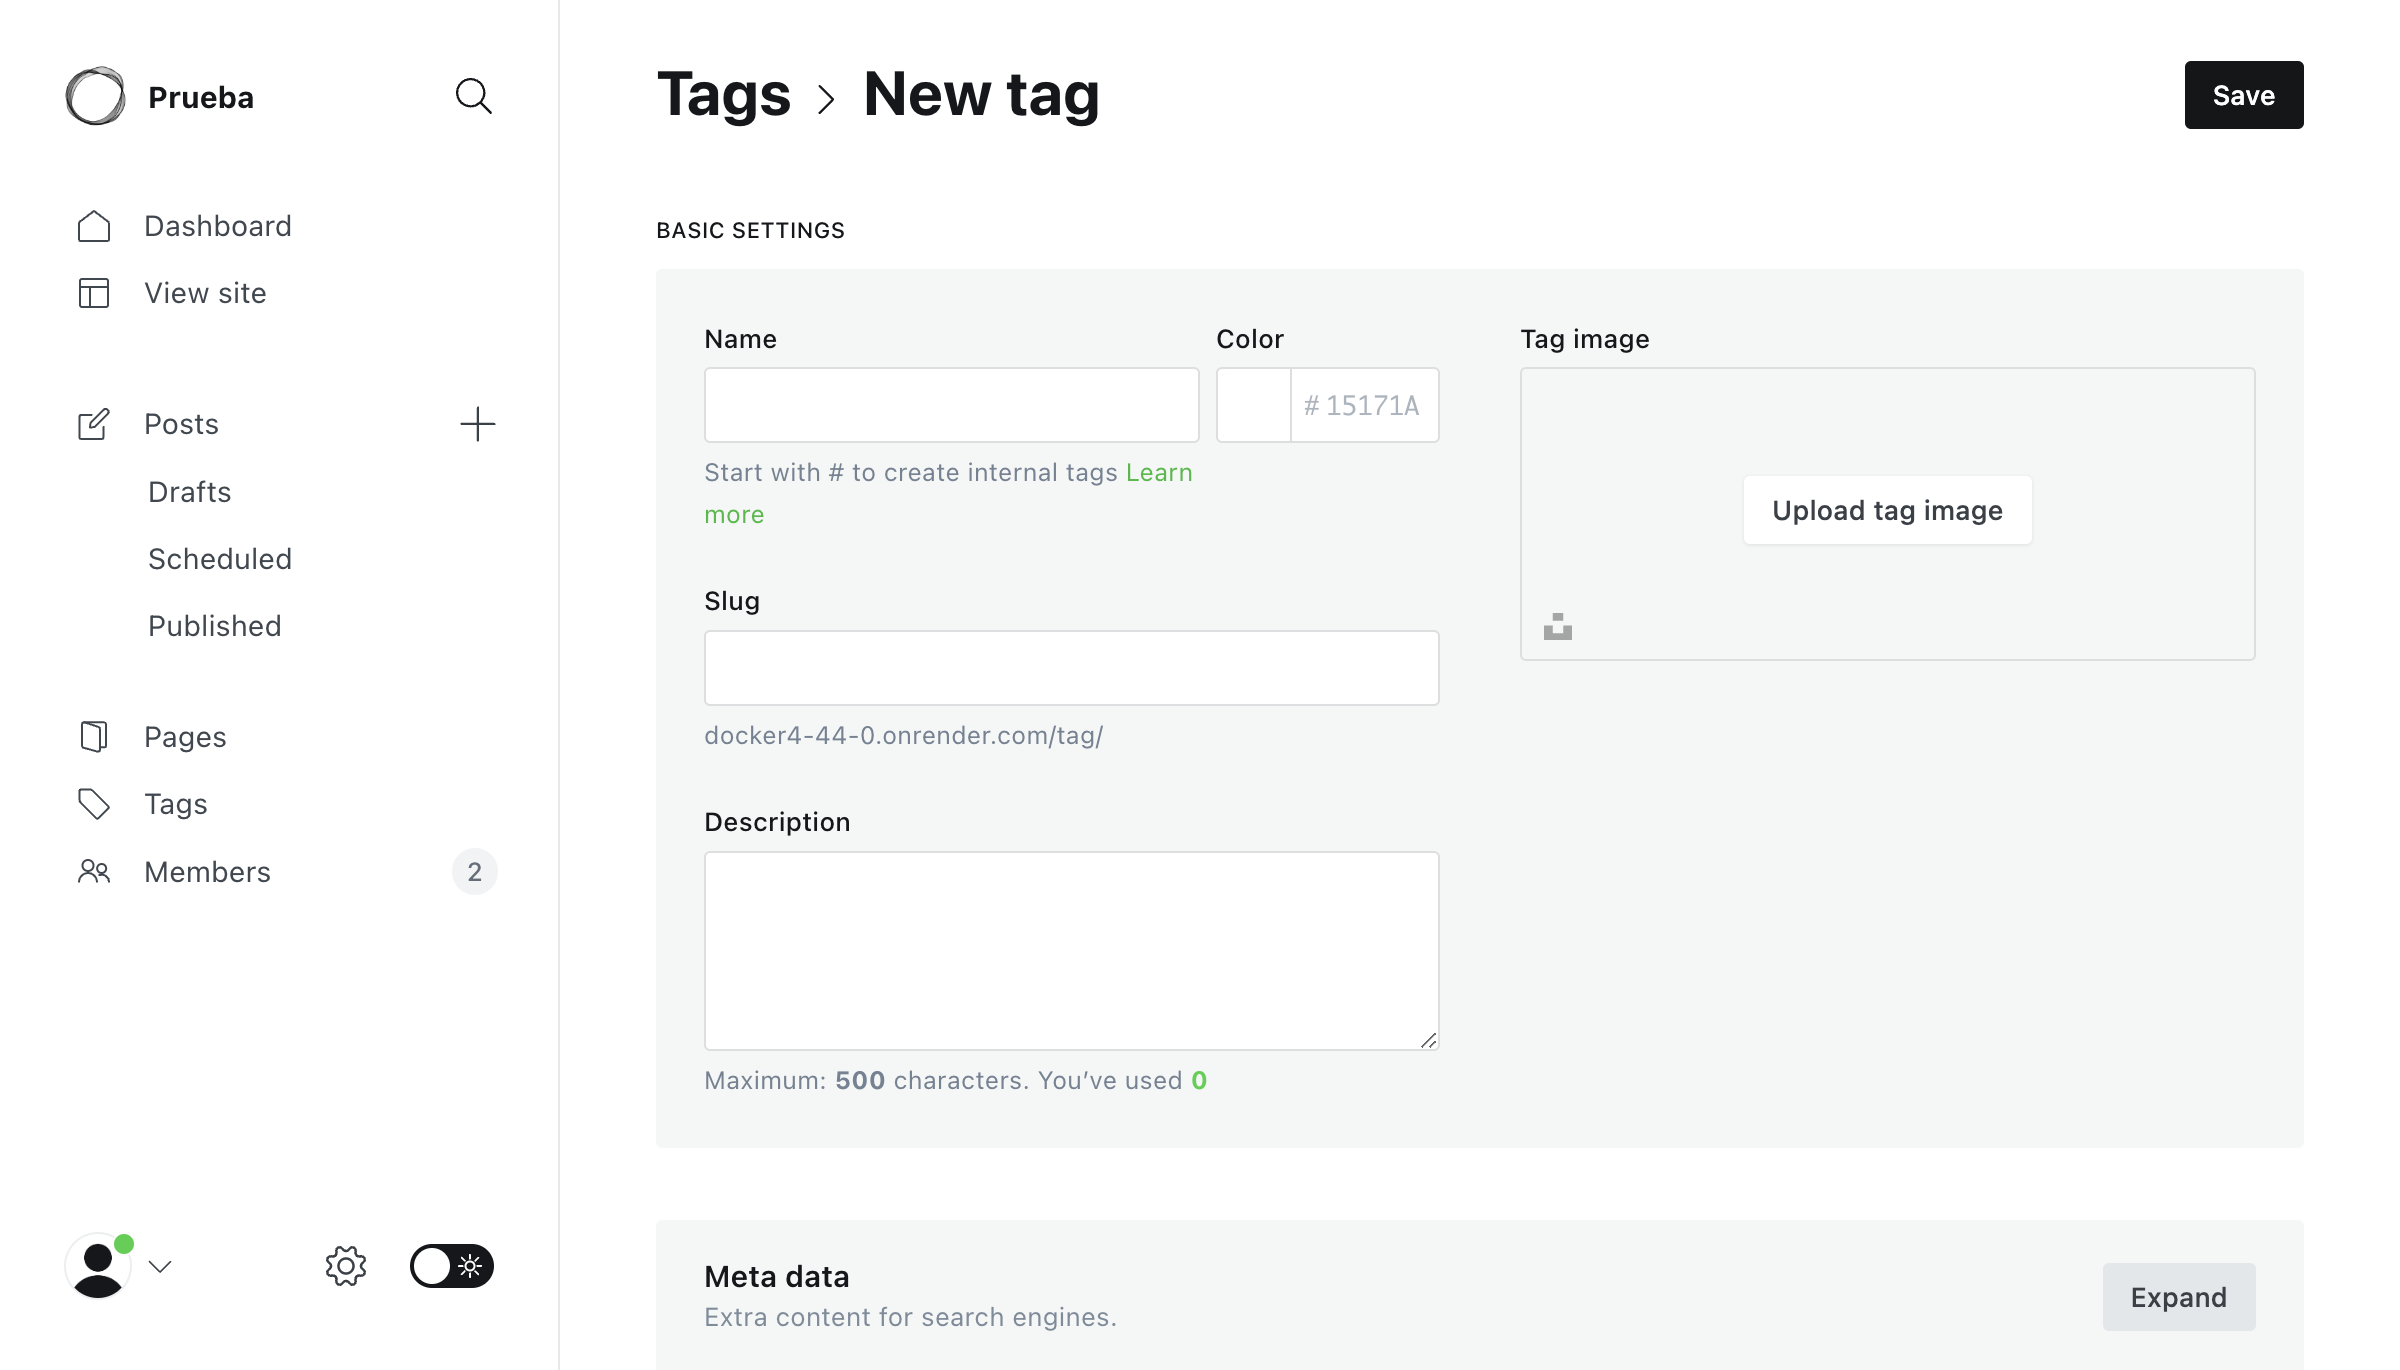 Prueba
Dashboard
View site
Posts
Drafts
Scheduled
Published
Pages
Tags
Members
2
Tags > New tag
Save
BASIC SETTINGS
Name
Color
# 15171A
Start with # to create internal tags Learn
more
Slug
docker4-44-0.onrender.com/tag/
Description
Maximum: 500 characters. You’ve used 0
Tag image
Upload tag image
Meta data
Extra content for search engines.
Expand